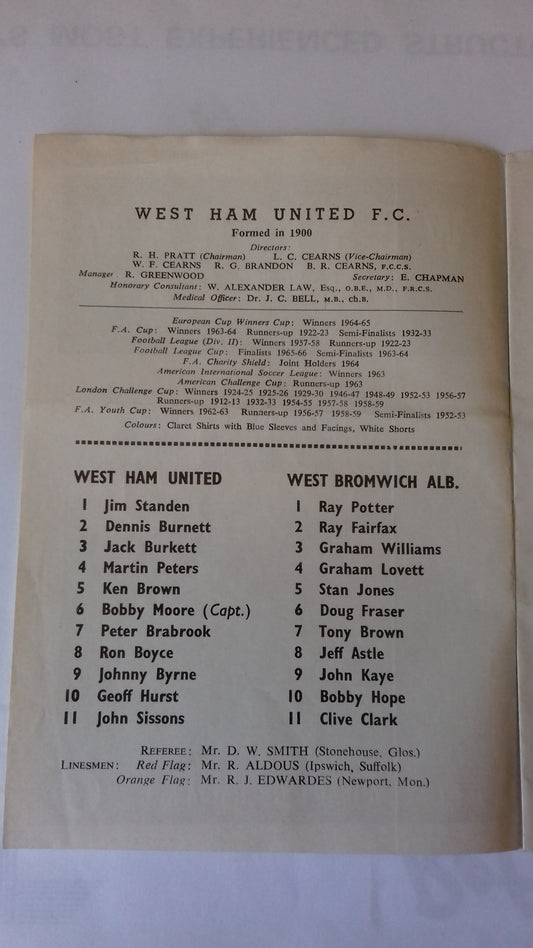 WEST HAM UNITED F.C.
Formed in 1900
Directors:
R. H. PRATT (Chairman) L. C. CEARNS (Vice-Chairman)
W. F. CEARNS R. G. BRANDON B. R. CEARNS, F.C.C.S.
Manager R. GREENWOOD Secretary: E. CHAPMAN
Honorary Consultant: W. ALEXANDER LAW, Esq., O.B.E., M.D., F.R.C.S.
Medical Officer: Dr. J. C. BELL, M.B., ch.B.
European Cup Winners Cup: Winners 1964-65
F.A. Cup: Winners 1963-64 Runners-up 1922-23 Semi-Finalists 1932-33
Football League (Div. II): Winners 1957-58 Runners-up 1922-23
Football League Cup: Finalists 1965-66 Semi-Finalists 1963-64
F.A. Charity Shield: Joint Holders 1964
American International Soccer League: Winners 1963
American Challenge Cup: Runners-up 1963
London Challenge Cup: Winners 1924-25 1925-26 1929-30 1946-47 1948-49 1952-53 1956-57
Runners-up 1912-13 1932-33 1954-55 1957-58 1958-59
F.A. Youth Cup: Winners 1962-63 Runners-up 1956-57 1958-59 Semi-Finalists 1952-53
Colours: Claret Shirts with Blue Sleeves and Facings, White Shorts
WEST HAM UNITED
1 Jim Standen
2 Dennis Burnett
3 Jack Burkett
4 Martin Peters
5 Ken Brown
6 Bobby Moore (Capt.)
7 Peter Brabrook
8 Ron Boyce
9 Johnny Byrne
10 Geoff Hurst
11 John Sissons
WEST BROMWICH ALB.
1 Ray Potter
2 Ray Fairfax
3 Graham Williams
4 Graham Lovett
5 Stan Jones
6 Doug Fraser
7 Tony Brown
8 Jeff Astle
9 John Kaye
10 Bobby Hope
11 Clive Clark
REFEREE: Mr. D. W. SMITH (Stonehouse, Glos.)
LINESMEN: Red Flag: Mr. R. ALDOUS (Ipswich, Suffolk)
Orange Flag: Mr. R. J. EDWARDES (Newport, Mon.)